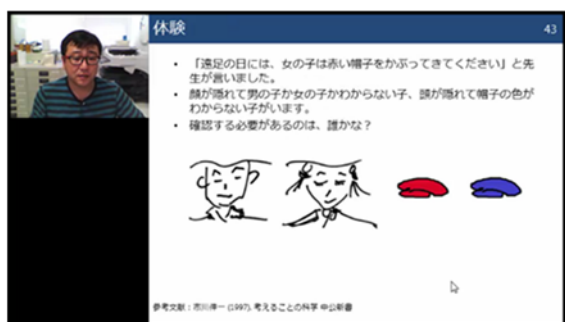 体験
43
• 「遠足の日には、女の子は赤い帽子をかぶってきてください」と先
生が言いました。
• 顔が隠れて男の子か女の子かわからない子、頭が隠れて帽子の色が
わからない子がいます。
• 確認する必要があるのは、誰かな？
参考文献：市川伸一 (1997). 考えることの科学 中公新書